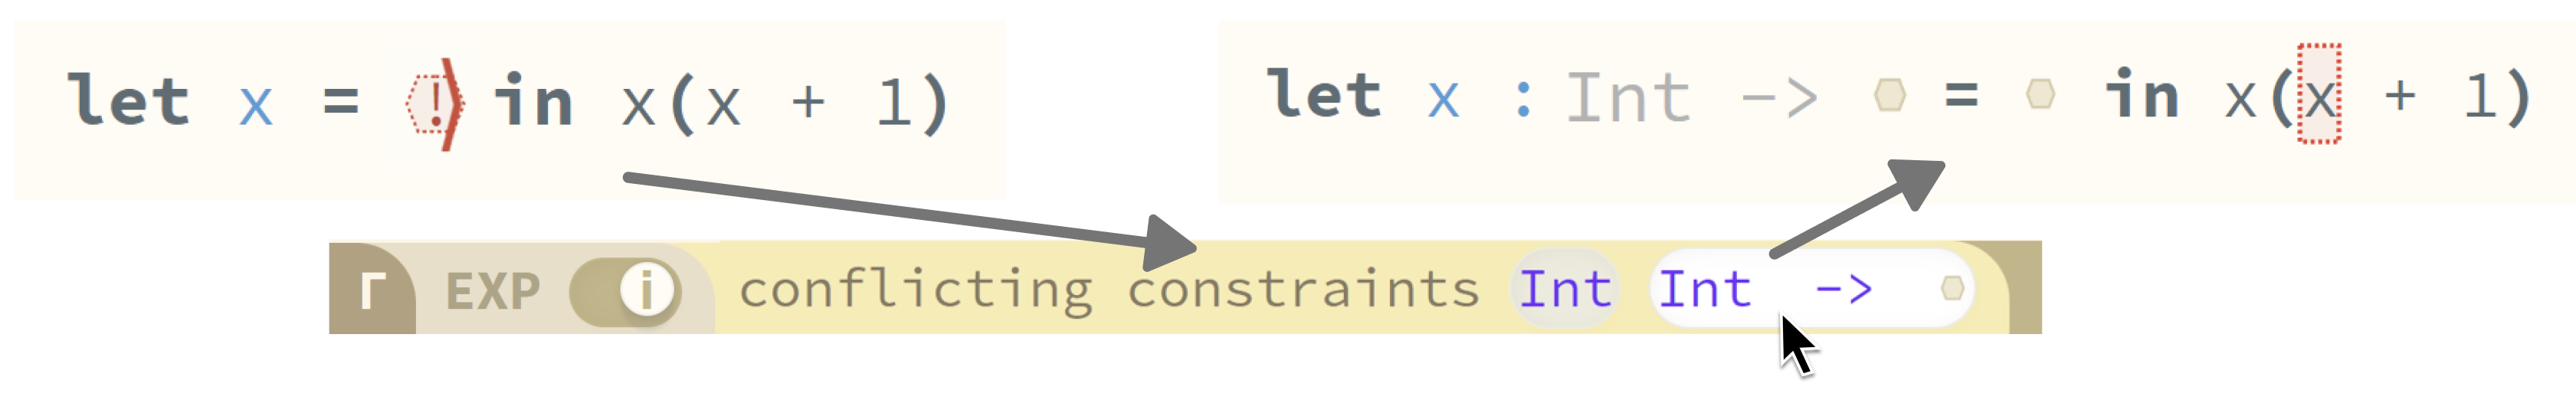 let x = ! in x(x + 1)
let x : Int -> = in x(x + 1)
Γ EXP i conflicting constraints Int Int ->